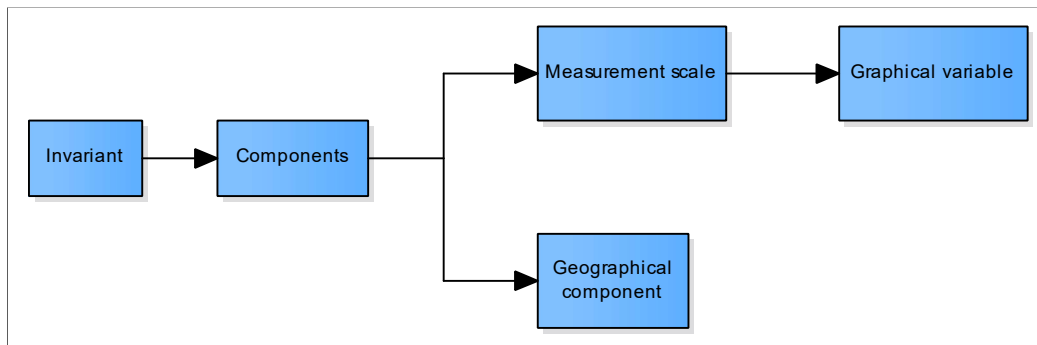 Invariant
Components
Measurement scale
Graphical variable
Geographical
component